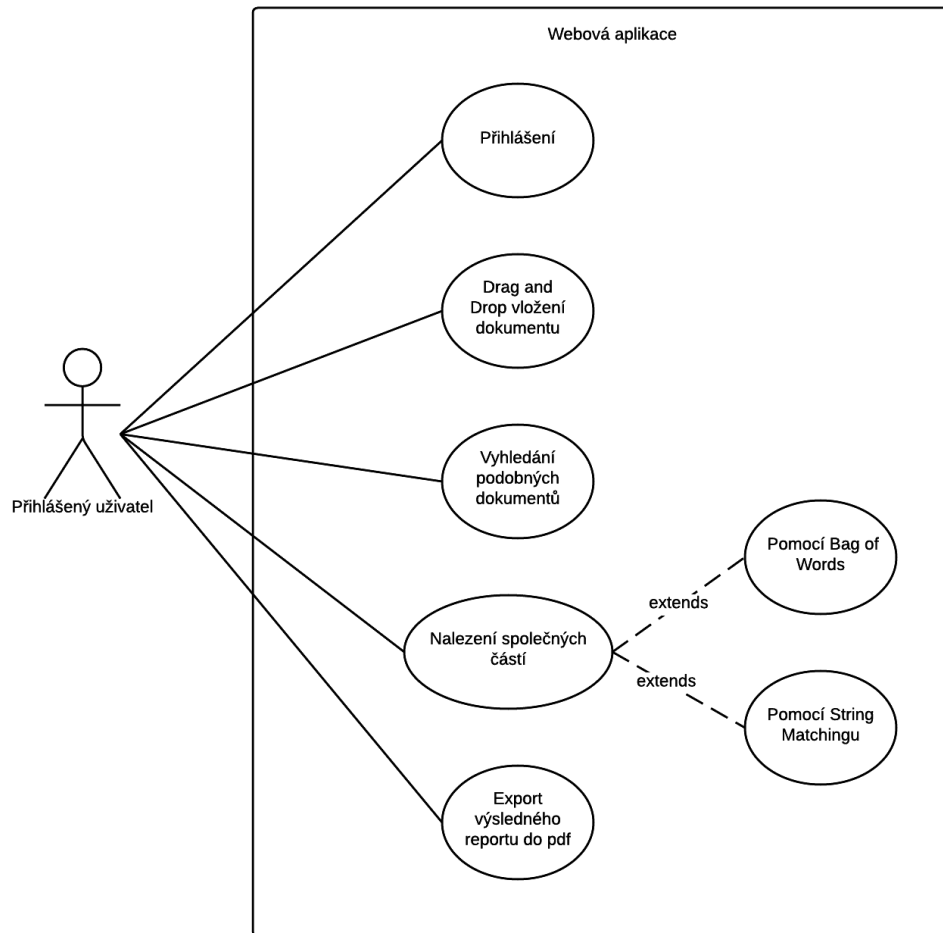 Webová aplikace
Přihlášení
Drag and
Drop vložení
dokumentu
Přihlášený uživatel
Vyhledání
podobných
dokumentů
Nalezení společných
částí
extends
extends
Pomocí Bag of
Words
Pomocí String
Matchingu
Export
výsledného
reportu do pdf